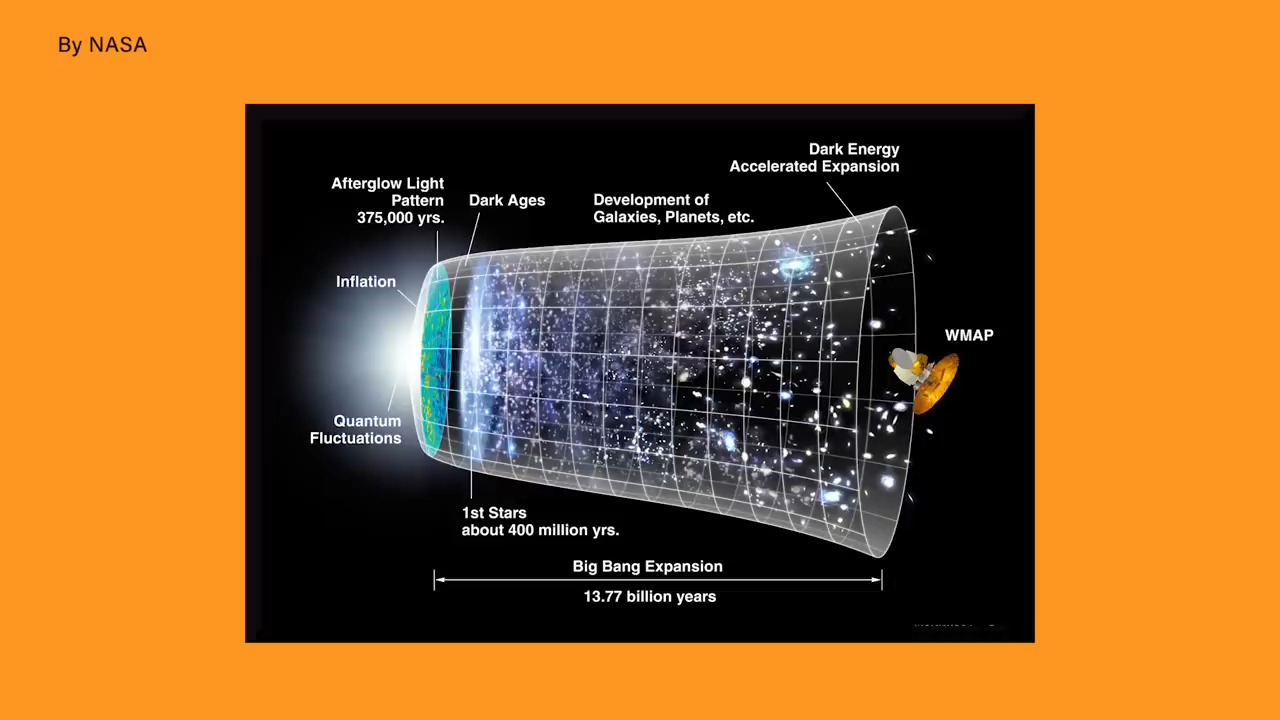 By NASA
Dark Energy
Accelerated Expansion
Afterglow Light
Pattern
375,000 yrs.
Dark Ages
Development of
Galaxies, Planets, etc.
Inflation
WMAP
Quantum
Fluctuations
1st Stars
about 400 million yrs.
Big Bang Expansion
13.77 billion years